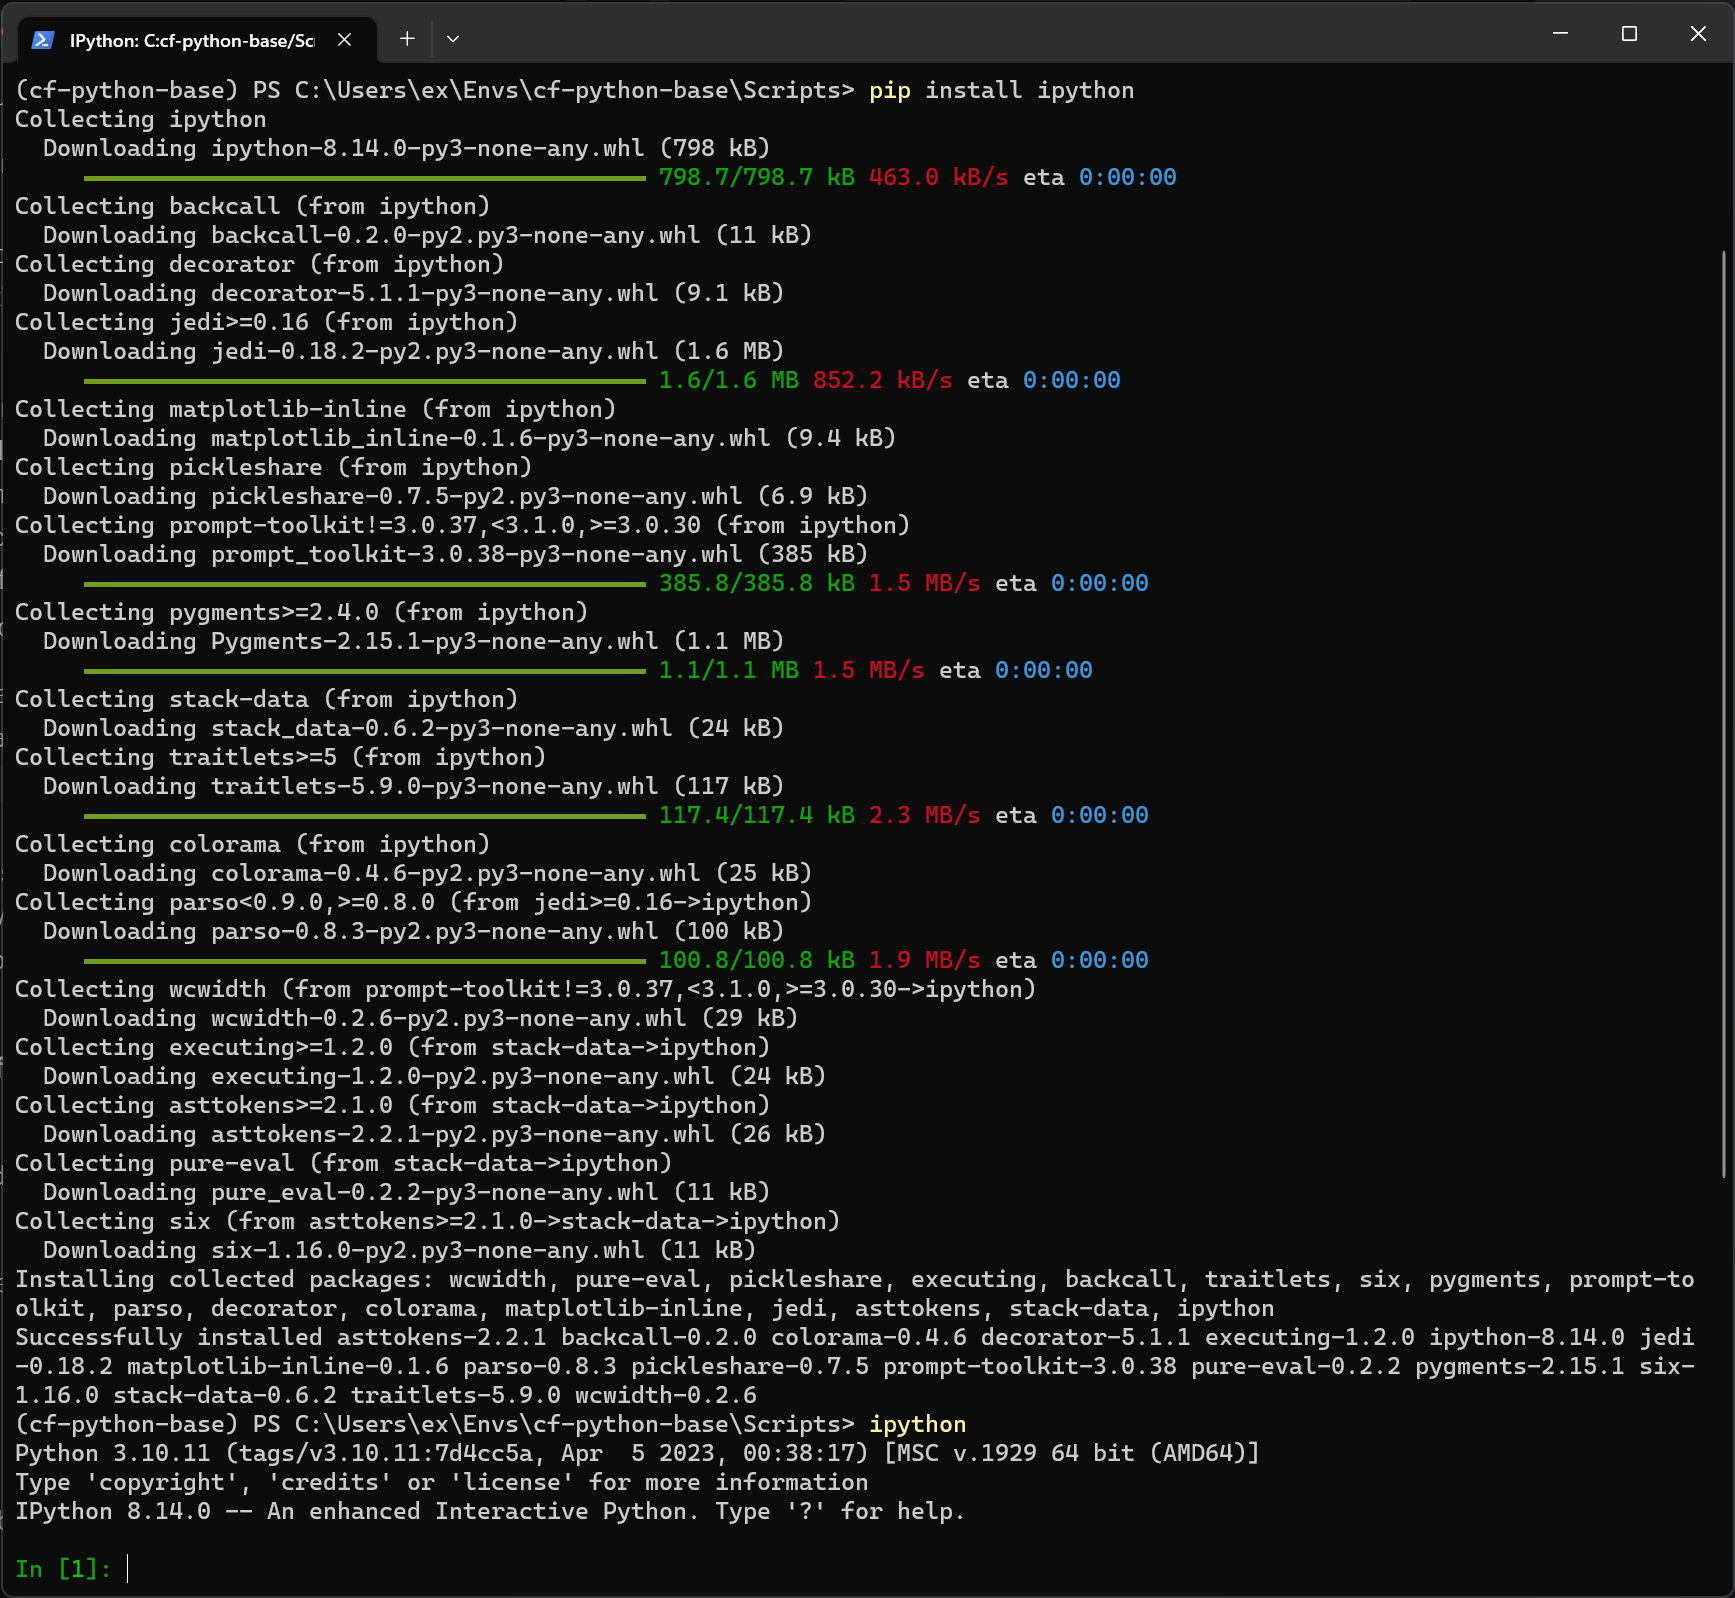 IPython: C:cf-python-base/Sc
(cf-python-base) PS C:\Users\ex\Envs\cf-python-base\Scripts> pip install ipython
Collecting ipython
  Downloading ipython-8.14.0-py3-none-any.whl (798 kB)
     798.7/798.7 kB 463.0 kB/s eta 0:00:00
Collecting backcall (from ipython)
  Downloading backcall-0.2.0-py2.py3-none-any.whl (11 kB)
Collecting decorator (from ipython)
  Downloading decorator-5.1.1-py3-none-any.whl (9.1 kB)
Collecting jedi>=0.16 (from ipython)
  Downloading jedi-0.18.2-py2.py3-none-any.whl (1.6 MB)
     1.6/1.6 MB 852.2 kB/s eta 0:00:00
Collecting matplotlib-inline (from ipython)
  Downloading matplotlib_inline-0.1.6-py3-none-any.whl (9.4 kB)
Collecting pickleshare (from ipython)
  Downloading pickleshare-0.7.5-py2.py3-none-any.whl (6.9 kB)
Collecting prompt-toolkit!=3.0.37,<3.1.0,>=3.0.30 (from ipython)
  Downloading prompt_toolkit-3.0.38-py3-none-any.whl (385 kB)
     385.8/385.8 kB 1.5 MB/s eta 0:00:00
Collecting pygments>=2.4.0 (from ipython)
  Downloading Pygments-2.15.1-py3-none-any.whl (1.1 MB)
     1.1/1.1 MB 1.5 MB/s eta 0:00:00
Collecting stack-data (from ipython)
  Downloading stack_data-0.6.2-py3-none-any.whl (24 kB)
Collecting traitlets>=5 (from ipython)
  Downloading traitlets-5.9.0-py3-none-any.whl (117 kB)
     117.4/117.4 kB 2.3 MB/s eta 0:00:00
Collecting colorama (from ipython)
  Downloading colorama-0.4.6-py2.py3-none-any.whl (25 kB)
Collecting parso<0.9.0,>=0.8.0 (from jedi>=0.16->ipython)
  Downloading parso-0.8.3-py2.py3-none-any.whl (100 kB)
     100.8/100.8 kB 1.9 MB/s eta 0:00:00
Collecting wcwidth (from prompt-toolkit!=3.0.37,<3.1.0,>=3.0.30->ipython)
  Downloading wcwidth-0.2.6-py2.py3-none-any.whl (29 kB)
Collecting executing>=1.2.0 (from stack-data->ipython)
  Downloading executing-1.2.0-py2.py3-none-any.whl (24 kB)
Collecting asttokens>=2.1.0 (from stack-data->ipython)
  Downloading asttokens-2.2.1-py2.py3-none-any.whl (26 kB)
Collecting pure-eval (from stack-data->ipython)
  Downloading pure_eval-0.2.2-py3-none-any.whl (11 kB)
Collecting six (from asttokens>=2.1.0->stack-data->ipython)
  Downloading six-1.16.0-py2.py3-none-any.whl (11 kB)
Installing collected packages: wcwidth, pure-eval, pickleshare, executing, backcall, traitlets, six, pygments, prompt-to
olkit, parso, decorator, colorama, matplotlib-inline, jedi, asttokens, stack-data, ipython
Successfully installed asttokens-2.2.1 backcall-0.2.0 colorama-0.4.6 decorator-5.1.1 executing-1.2.0 ipython-8.14.0 jedi
-0.18.2 matplotlib-inline-0.1.6 parso-0.8.3 pickleshare-0.7.5 prompt-toolkit-3.0.38 pure-eval-0.2.2 pygments-2.15.1 six-
1.16.0 stack-data-0.6.2 traitlets-5.9.0 wcwidth-0.2.6
(cf-python-base) PS C:\Users\ex\Envs\cf-python-base\Scripts> ipython
Python 3.10.11 (tags/v3.10.11:7d4cc5a, Apr  5 2023, 00:38:17) [MSC v.1929 64 bit (AMD64)]
Type 'copyright', 'credits' or 'license' for more information
IPython 8.14.0 -- An enhanced Interactive Python. Type '?' for help.
In [1]: